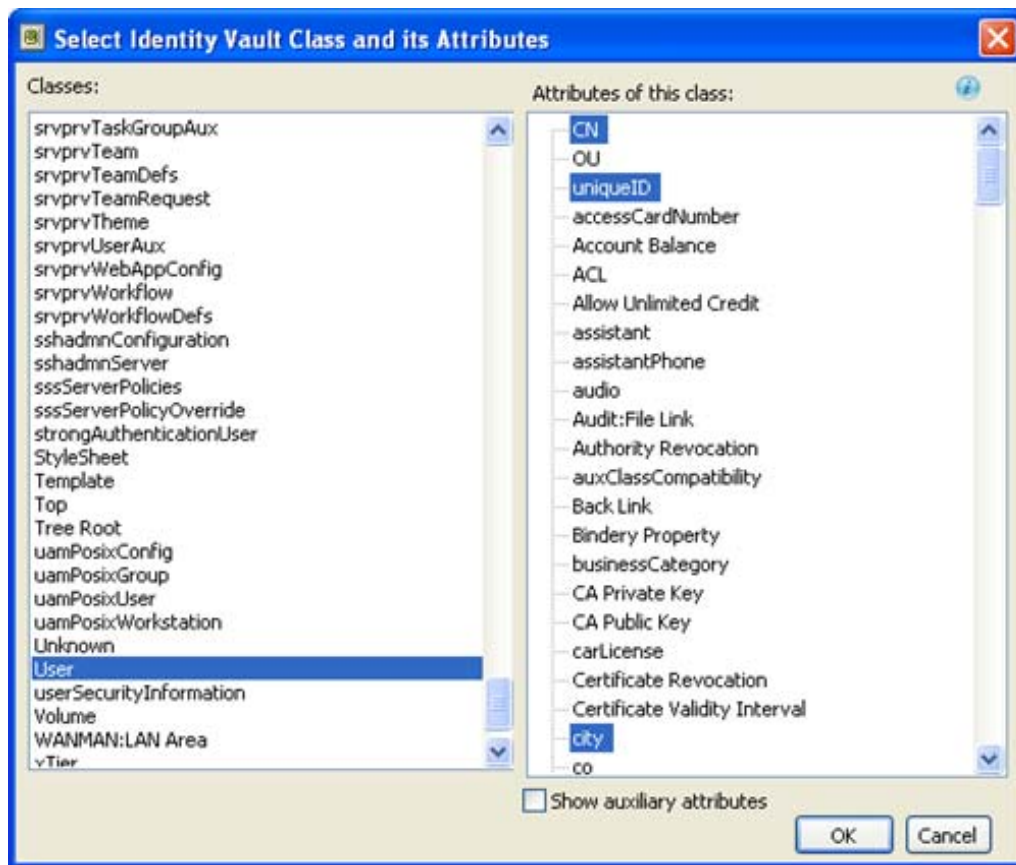 Select Identity Vault Class and its Attributes
Classes:
srvprvTaskGroupAux
srvprvTeam
srvprvTeamDefs
srvprvTeamRequest
srvprvTheme
srvprvUserAux
srvprvWebAppConfig
srvprvWorkflow
srvprvWorkflowDefs
sshadmnConfiguration
sshadmnServer
sssServerPolicies
sssServerPolicyOverride
strongAuthenticationUser
StyleSheet
Template
Top
Tree Root
uamPosixConfig
uamPosixGroup
uamPosixUser
uamPosixWorkstation
Unknown
User
userSecurityInformation
Volume
WANMAN:LAN Area
xTier
Attributes of this class:
CN
OU
uniqueID
accessCardNumber
Account Balance
ACL
Allow Unlimited Credit
assistant
assistantPhone
audio
Audit:File Link
Authority Revocation
auxClassCompatibility
Back Link
Bindery Property
businessCategory
CA Private Key
CA Public Key
carLicense
Certificate Revocation
Certificate Validity Interval
city
co
Show auxiliary attributes
OK
Cancel